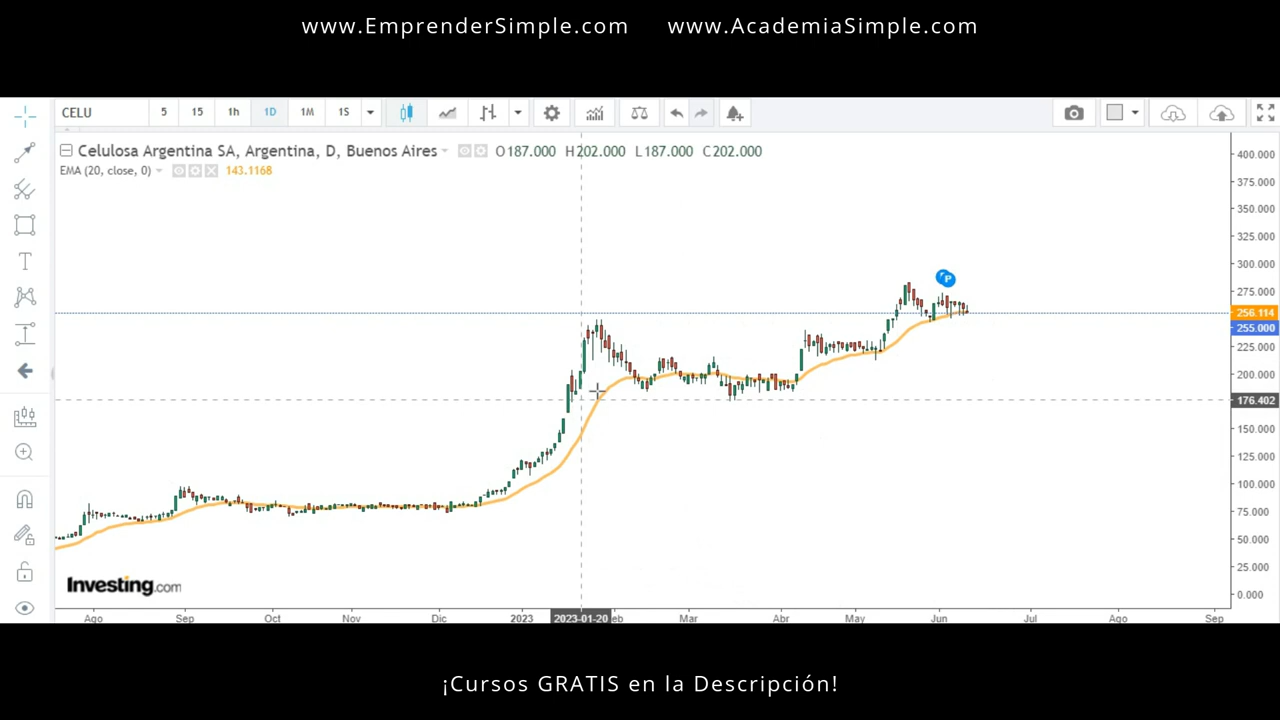 www.EmprenderSimple.com www.AcademiaSimple.com
CELU 5 15 1h 1D 1M 1S
Celulosa Argentina SA, Argentina, D, Buenos Aires O187.000 H202.000 L187.000 C202.000
EMA (20, close, 0) 143.1168
400.000
375.000
350.000
325.000
300.000
275.000
256.114
255.000
225.000
200.000
176.402
150.000
125.000
100.000
75.000
50.000
25.000
0.000
P
T
Investing.com
Ago Sep Oct Nov Dic 2023 2023-01-20 eb Mar Abr May Jun Jul Ago Sep
¡Cursos GRATIS en la Descripción!